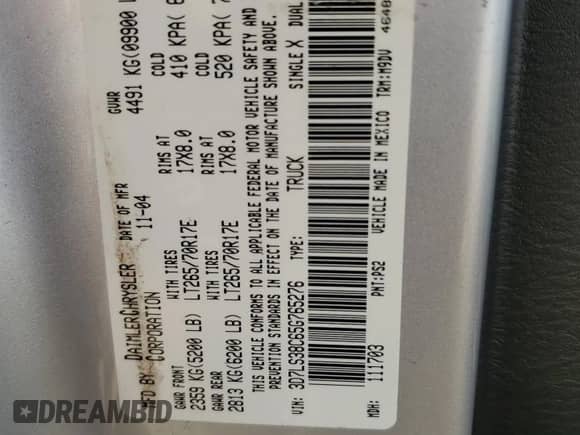 MFD BY DAIMLERCHRYSLER CORPORATION
DATE OF MFR
11-04
GVWR
4491 KG(09900
GAWR FRONT
WITH TIRES
RIMS AT
COLD
2359 KG(5200 LB)
LT265/70R17E
17X8.0
410 KPA(
GAWR REAR
WITH TIRES
RIMS AT
COLD
2813 KG(6200 LB)
LT265/70R17E
17X8.0
520 KPA(
THIS VEHICLE CONFORMS TO ALL APPLICABLE FEDERAL MOTOR VEHICLE SAFETY AND
PREVENTION STANDARDS IN EFFECT ON THE DATE OF MANUFACTURE SHOWN ABOVE.
VIN: 3D7LS38C65G765276
TYPE: TRUCK
SINGLE X DUAL
MDH: 111703
PNT:PS2
VEHICLE MADE IN MEXICO
TRM:M9DV
4648
DREAMBID